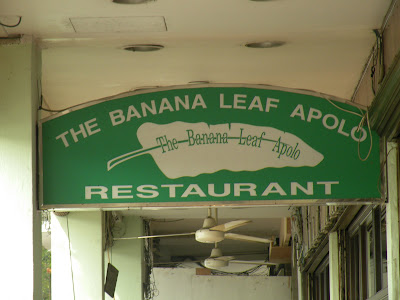 THE BANANA LEAF APOLO
The Banana Leaf Apolo
RESTAURANT